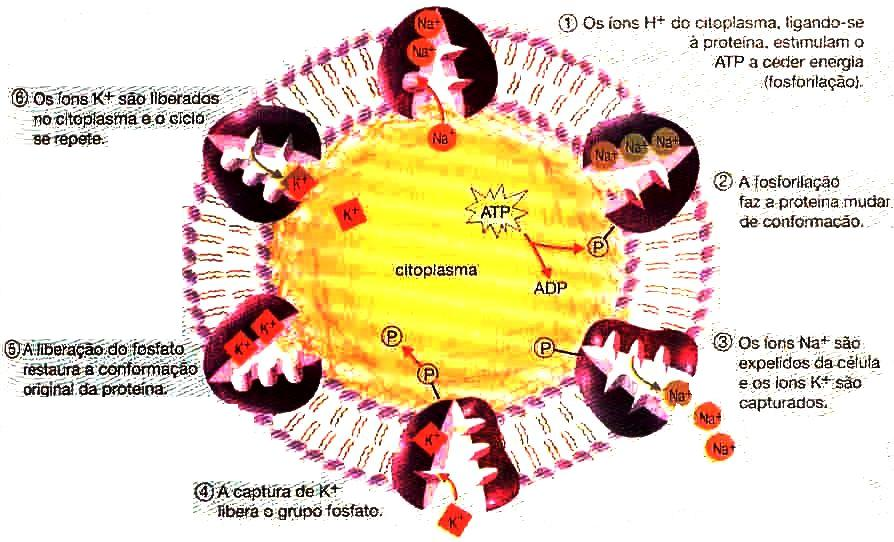 ① Os íons H+ do citoplasma, ligando-se
à proteína, estimulam o
ATP a ceder energia
(fosforilação).
② A fosforilação
faz a proteína mudar
de conformação.
③ Os íons Na+ são
expelidos da célula
e os íons K+ são
capturados.
④ A captura de K+
libera o grupo fosfato.
⑤ A liberação do fosfato
restaura a conformação
original da proteína.
⑥ Os íons K+ são liberados
no citoplasma e o ciclo
se repete.
Na+
Na+
Na+
Na+ Na+ Na+
K+
K+
ATP
P
ADP
citoplasma
K+ K+
P
P
P
Na+
Na+
Na+
K+
K+